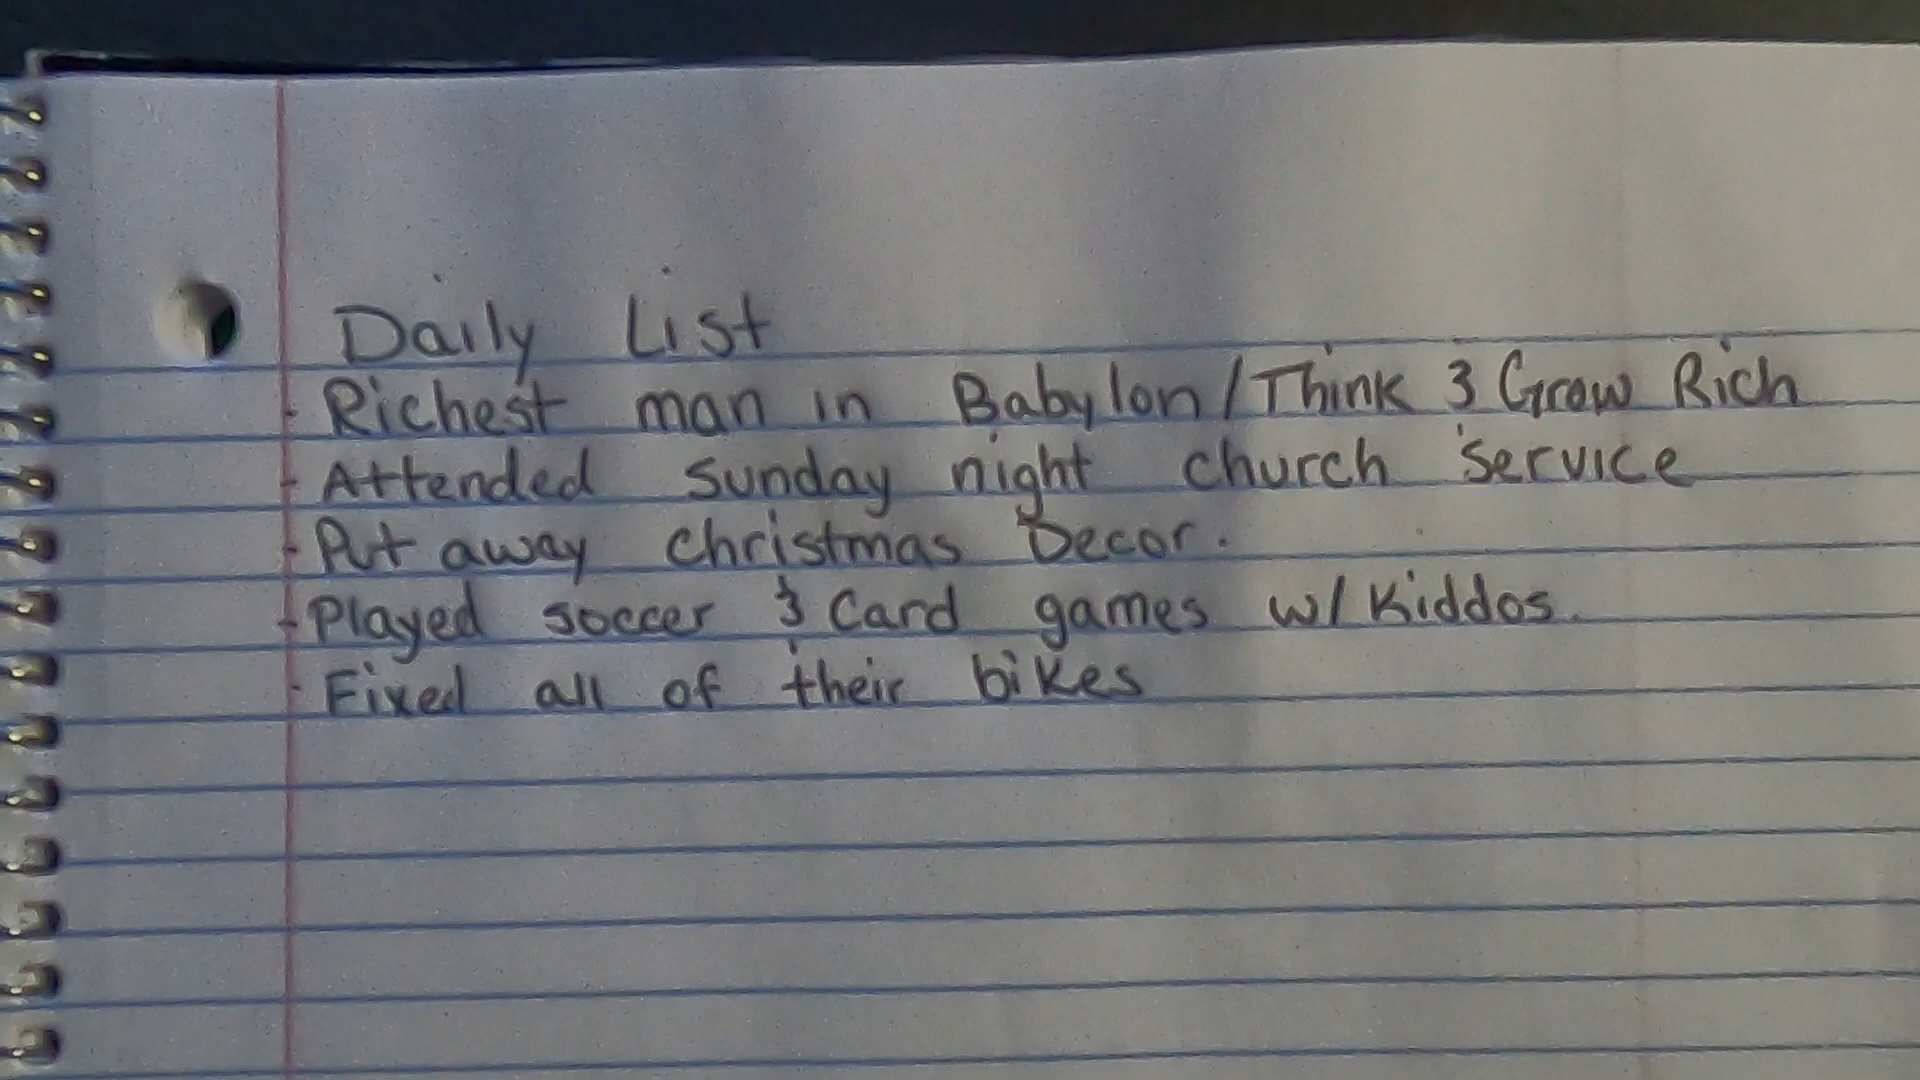 Daily List
- Richest man in Babylon / Think & Grow Rich
- Attended Sunday night church service
- Put away Christmas Decor.
- Played soccer & Card games w/ Kiddos.
- Fixed all of their bikes